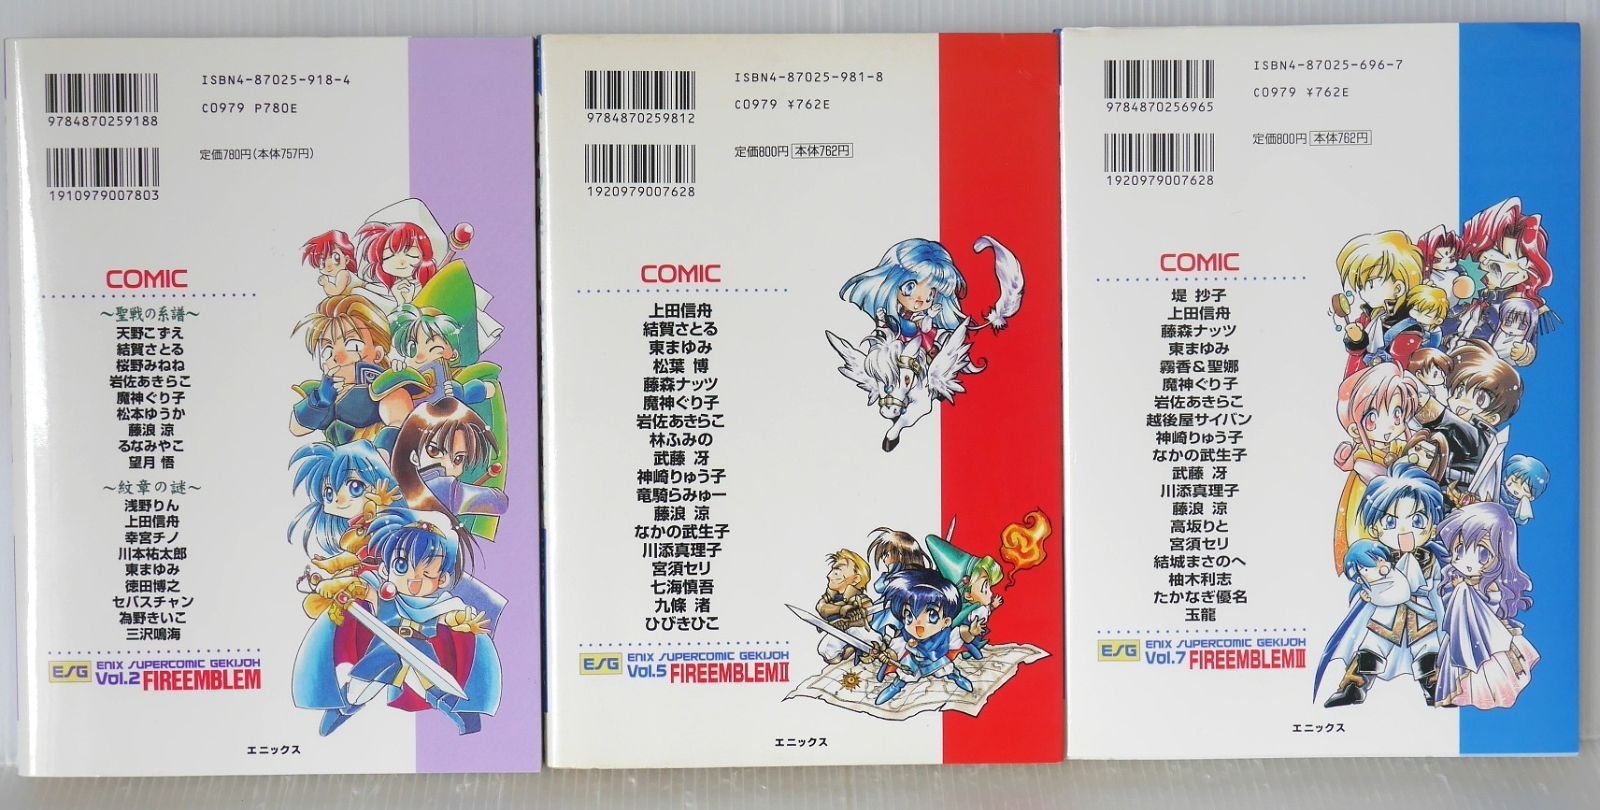 ISBN4-87025-918-4
9784870259188
C0979 P780E
定価780円(本体757円)
1910979007803
COMIC
～聖戦の系譜～
天野こずえ
結賀さとる
桜野みねね
岩佐あきらこ
魔神ぐり子
松本ゆうか
藤浪 涼
るなみやこ
望月 悟
～紋章の謎～
浅野りん
上田信舟
幸宮チノ
川本祐太郎
東まゆみ
徳田博之
セバスチャン
為野きいこ
三沢鳴海
ESG
ENIX SUPERCOMIC GEKIJOH
Vol.2 FIREEMBLEM
エニックス
ISBN4-87025-981-8
9784870259812
C0979 ¥762E
定価800円 本体762円
1920979007628
COMIC
上田信舟
結賀さとる
東まゆみ
松葉 博
藤森ナッツ
魔神ぐり子
岩佐あきらこ
林ふみの
武藤 冴
神崎りゅう子
竜騎らみゅー
藤浪 涼
なかの武生子
川添真理子
宮須セリ
七海慎吾
九條 渚
ひびきひこ
ESG
ENIX SUPERCOMIC GEKIJOH
Vol.5 FIREEMBLEMⅡ
エニックス
ISBN4-87025-696-7
9784870256965
C0979 ¥762E
定価800円 本体762円
1920979007628
COMIC
堤 抄子
上田信舟
藤森ナッツ
東まゆみ
霧香&聖娜
魔神ぐり子
岩佐あきらこ
越後屋サイバン
神崎りゅう子
なかの武生子
武藤 冴
川添真理子
藤浪 涼
高坂りと
宮須セリ
結城まさのへ
柚木利志
たかなぎ優名
玉龍
ESG
ENIX SUPERCOMIC GEKIJOH
Vol.7 FIREEMBLEMⅢ
エニックス